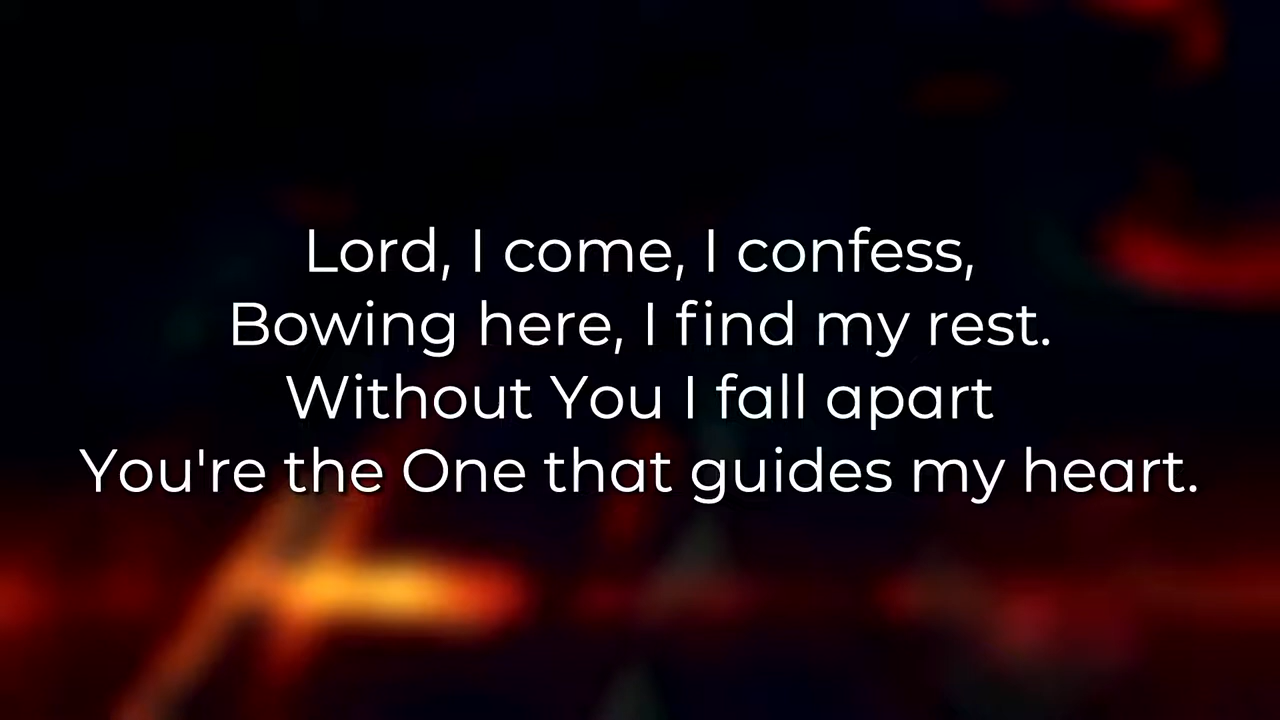 Lord, I come, I confess,
Bowing here, I find my rest.
Without You I fall apart
You're the One that guides my heart.